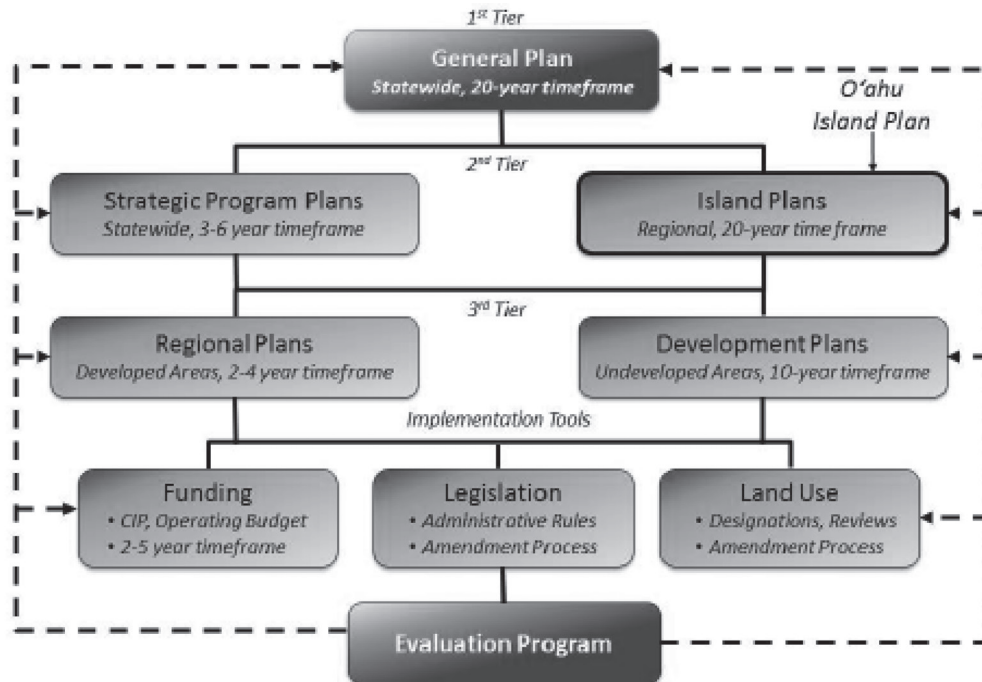 1st Tier
General Plan
Statewide, 20-year timeframe
O‘ahu
Island Plan
2nd Tier
Strategic Program Plans
Statewide, 3-6 year timeframe
Island Plans
Regional, 20-year time frame
3rd Tier
Regional Plans
Developed Areas, 2-4 year timeframe
Development Plans
Undeveloped Areas, 10-year timeframe
Implementation Tools
Funding
• CIP, Operating Budget
• 2-5 year timeframe
Legislation
• Administrative Rules
• Amendment Process
Land Use
• Designations, Reviews
• Amendment Process
Evaluation Program